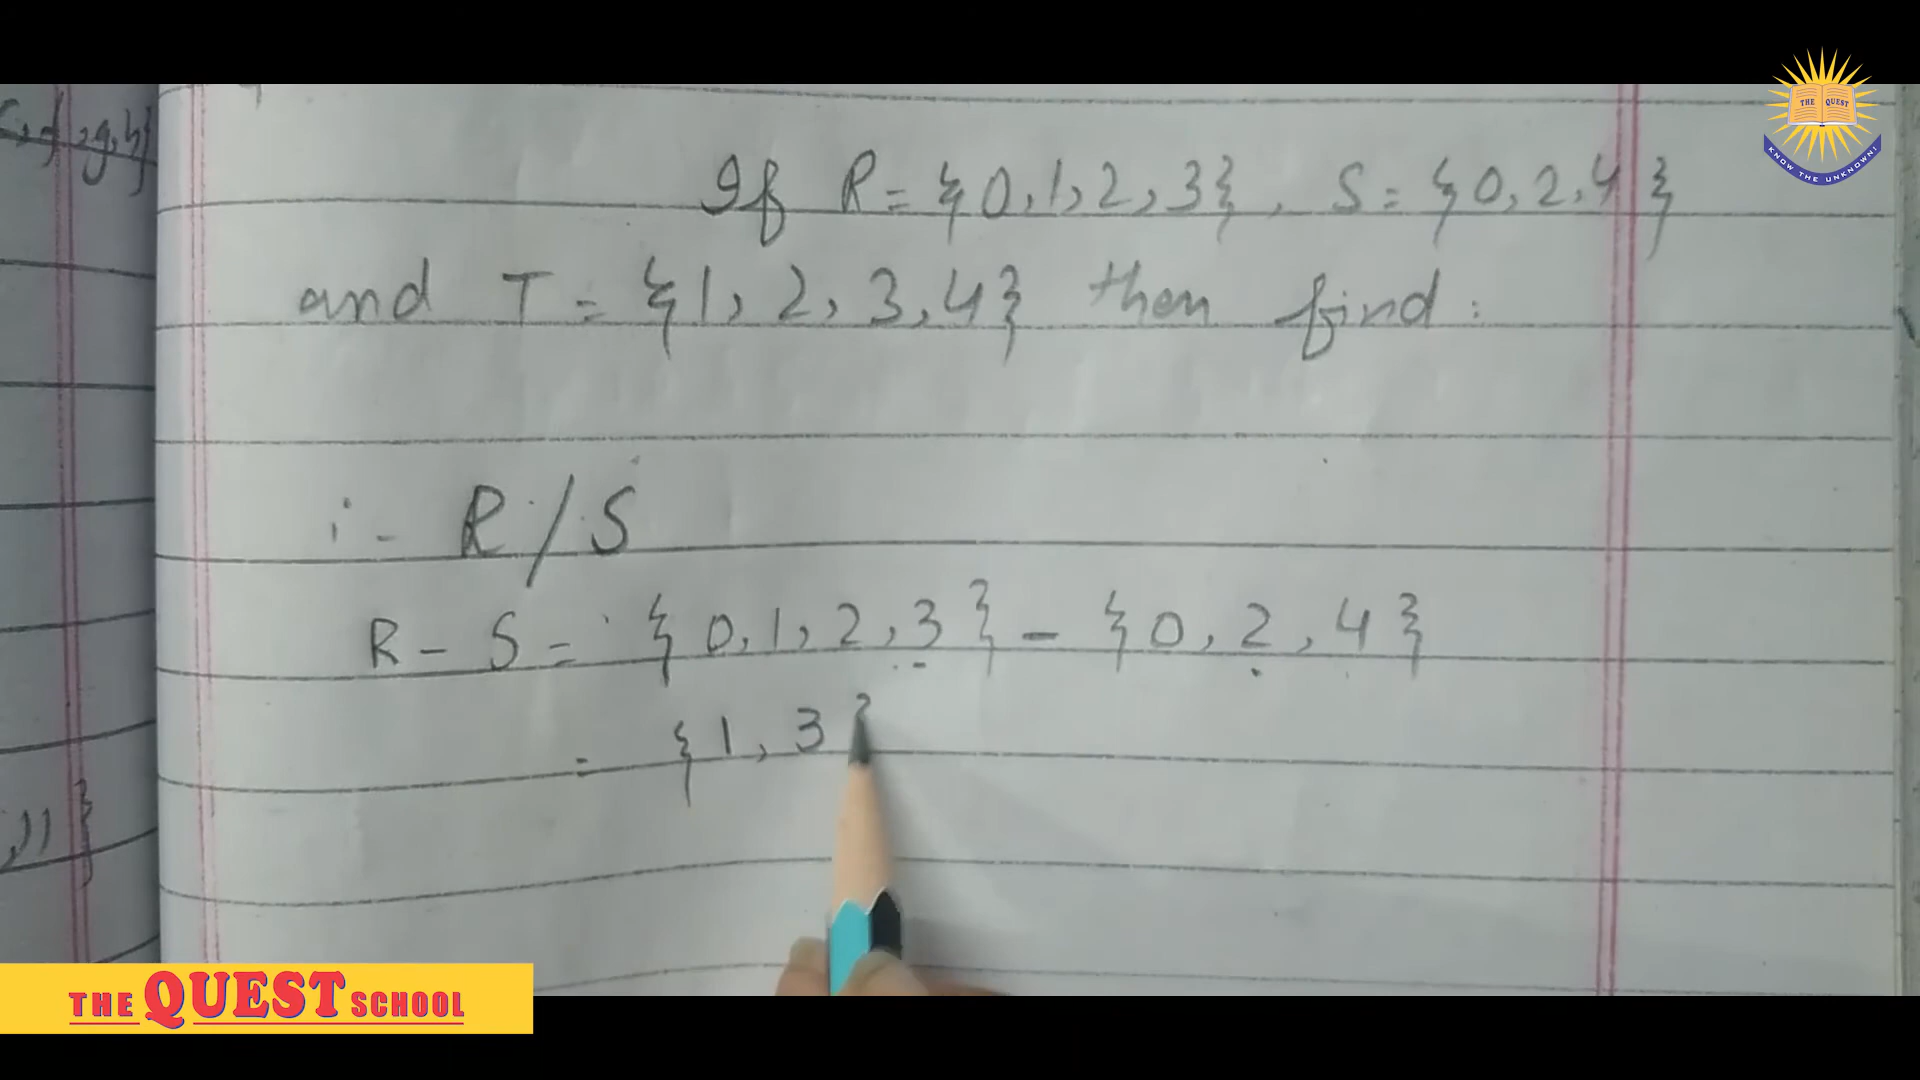 If R = {0, 1, 2, 3}, S = {0, 2, 4}
and T = {1, 2, 3, 4} then find:
i- R / S
R - S = {0, 1, 2, 3} - {0, 2, 4}
= {1, 3 }
,g,h}
,11}
THE QUEST
KNOW THE UNKNOWN!
THE QUEST SCHOOL